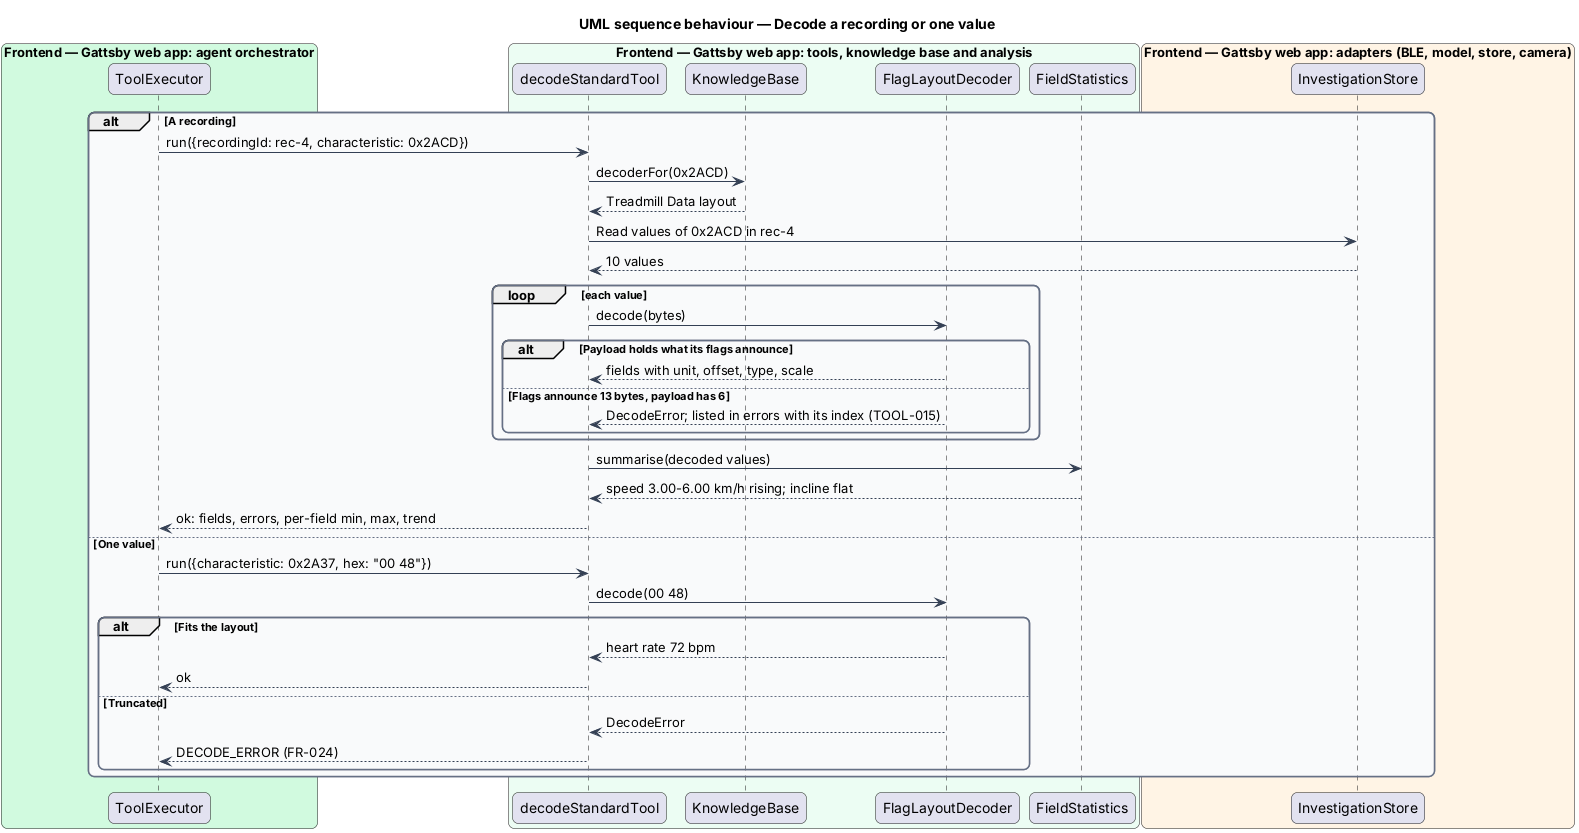 UML sequence behaviour — Decode a recording or one value
Frontend — Gattsby web app: agent orchestrator
Frontend — Gattsby web app: tools, knowledge base and analysis
Frontend — Gattsby web app: adapters (BLE, model, store, camera)
ToolExecutor
decodeStandardTool
KnowledgeBase
FlagLayoutDecoder
FieldStatistics
InvestigationStore
alt [A recording]
run({recordingId: rec-4, characteristic: 0x2ACD})
decoderFor(0x2ACD)
Treadmill Data layout
Read values of 0x2ACD in rec-4
10 values
loop [each value]
decode(bytes)
alt [Payload holds what its flags announce]
fields with unit, offset, type, scale
[Flags announce 13 bytes, payload has 6]
DecodeError; listed in errors with its index (TOOL-015)
summarise(decoded values)
speed 3.00-6.00 km/h rising; incline flat
ok: fields, errors, per-field min, max, trend
[One value]
run({characteristic: 0x2A37, hex: "00 48"})
decode(00 48)
alt [Fits the layout]
heart rate 72 bpm
ok
[Truncated]
DecodeError
DECODE_ERROR (FR-024)
ToolExecutor
decodeStandardTool
KnowledgeBase
FlagLayoutDecoder
FieldStatistics
InvestigationStore